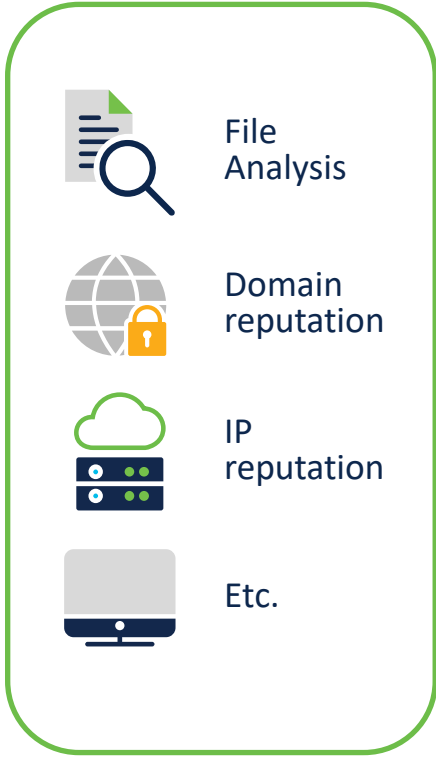 File
Analysis
Domain
reputation
IP
reputation
Etc.